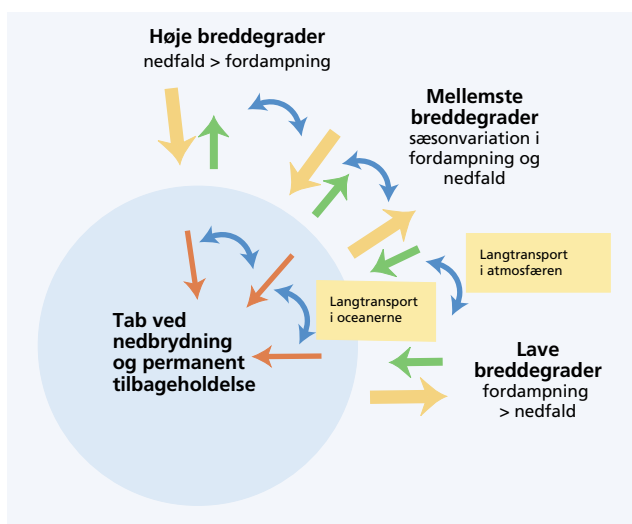 Høje breddegrader
nedfald > fordampning
Mellemste
breddegrader
sæsonvariation i
fordampning og
nedfald
Langtransport
i atmosfæren
Langtransport
i oceanerne
Tab ved
nedbrydning
og permanent
tilbageholdelse
Lave
breddegrader
fordampning
> nedfald